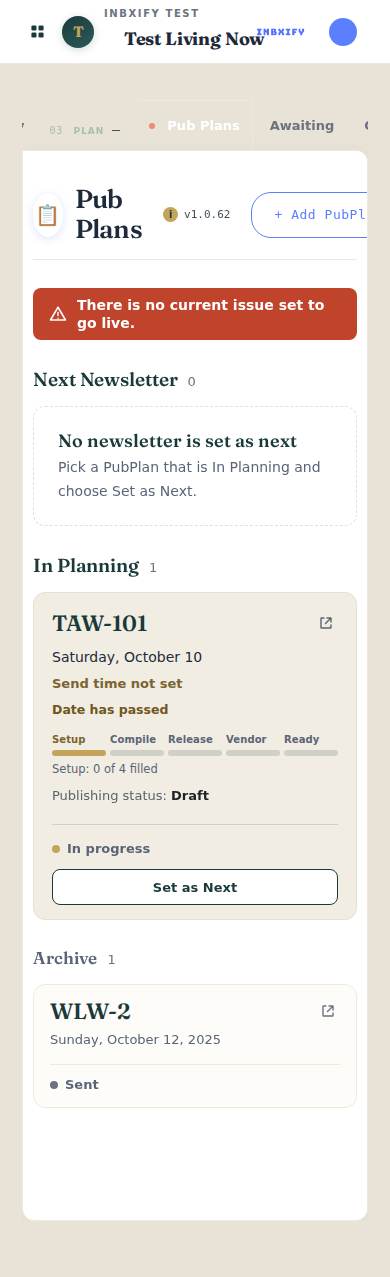 INBXIFY TEST
T
Test Living Now
INBXIFY
03 PLAN —
Pub Plans
Awaiting
Pub Plans
i v1.0.62
+ Add PubPl
There is no current issue set to
go live.
Next Newsletter 0
No newsletter is set as next
Pick a PubPlan that is In Planning and
choose Set as Next.
In Planning 1
TAW-101
Saturday, October 10
Send time not set
Date has passed
Setup Compile Release Vendor Ready
Setup: 0 of 4 filled
Publishing status: Draft
In progress
Set as Next
Archive 1
WLW-2
Sunday, October 12, 2025
Sent